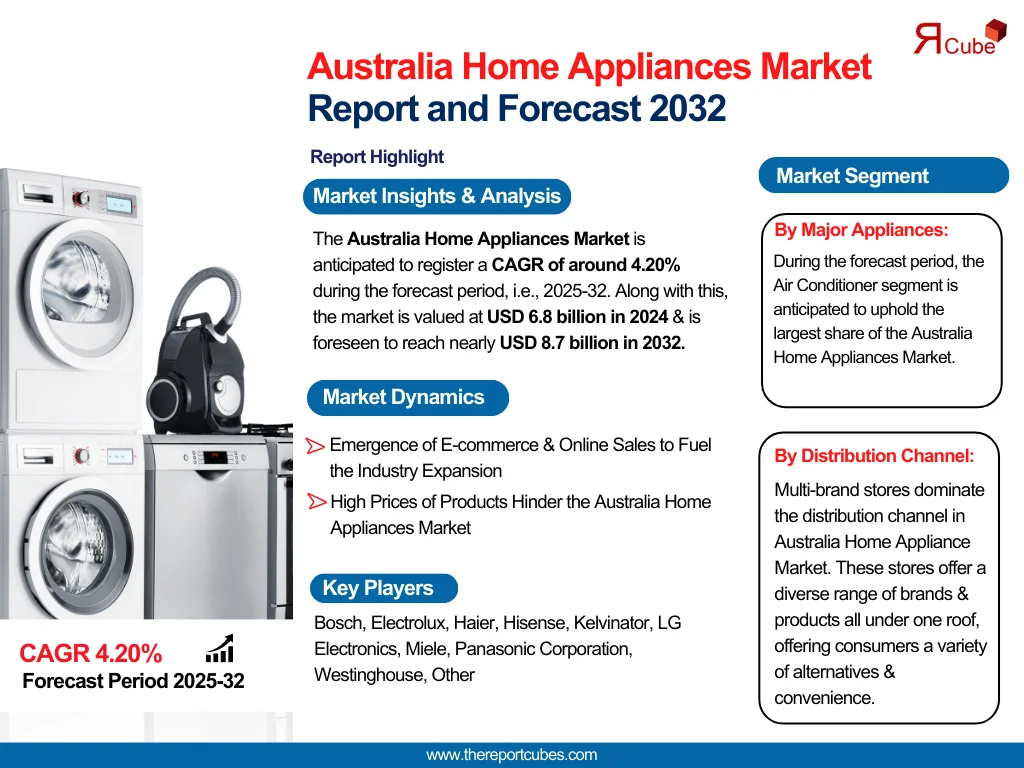 ЯCube
Australia Home Appliances Market
Report and Forecast 2032
Report Highlight
Market Insights & Analysis
The Australia Home Appliances Market is
anticipated to register a CAGR of around 4.20%
during the forecast period, i.e., 2025-32. Along with this,
the market is valued at USD 6.8 billion in 2024 & is
foreseen to reach nearly USD 8.7 billion in 2032.
Market Dynamics
Emergence of E-commerce & Online Sales to Fuel
the Industry Expansion
High Prices of Products Hinder the Australia Home
Appliances Market
Key Players
Bosch, Electrolux, Haier, Hisense, Kelvinator, LG
Electronics, Miele, Panasonic Corporation,
Westinghouse, Other
Market Segment
By Major Appliances:
During the forecast period, the
Air Conditioner segment is
anticipated to uphold the
largest share of the Australia
Home Appliances Market.
By Distribution Channel:
Multi-brand stores dominate
the distribution channel in
Australia Home Appliance
Market. These stores offer a
diverse range of brands &
products all under one roof,
offering consumers a variety
of alternatives &
convenience.
CAGR 4.20%
Forecast Period 2025-32
www.thereportcubes.com